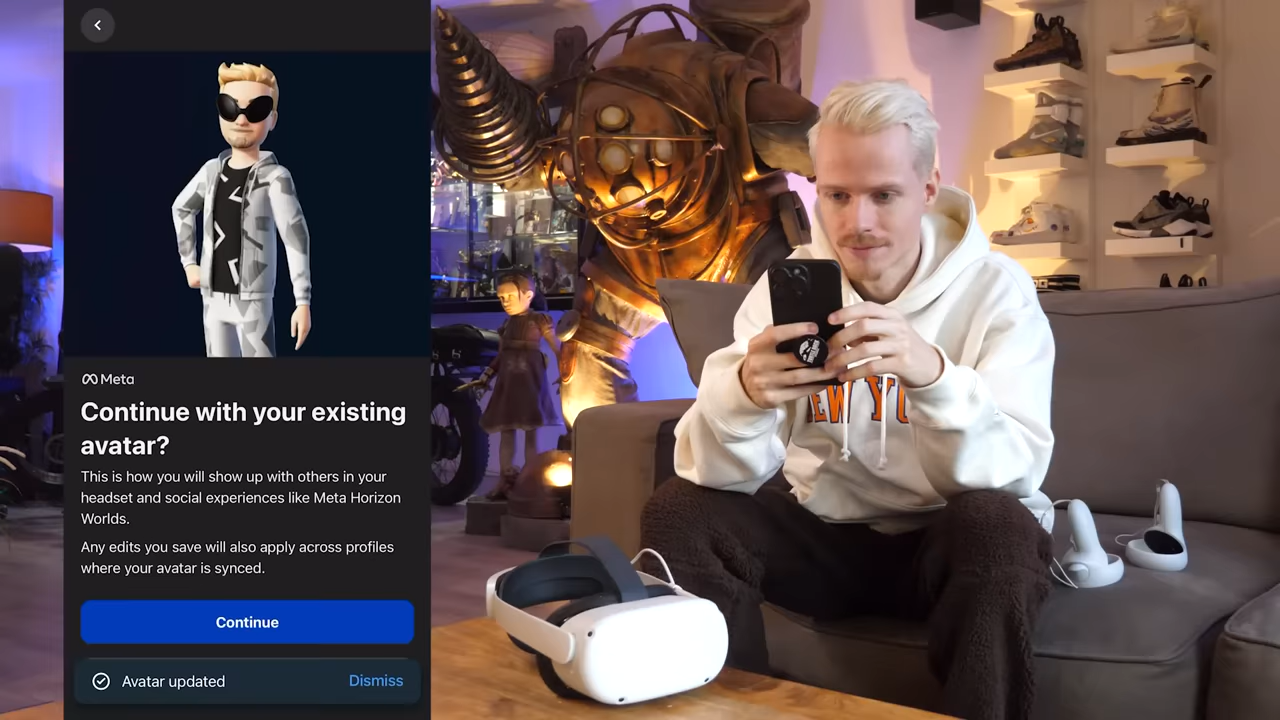 Meta
Continue with your existing
avatar?
This is how you will show up with others in your
headset and social experiences like Meta Horizon
Worlds.
Any edits you save will also apply across profiles
where your avatar is synced.
Continue
Avatar updated
Dismiss
NEW YO